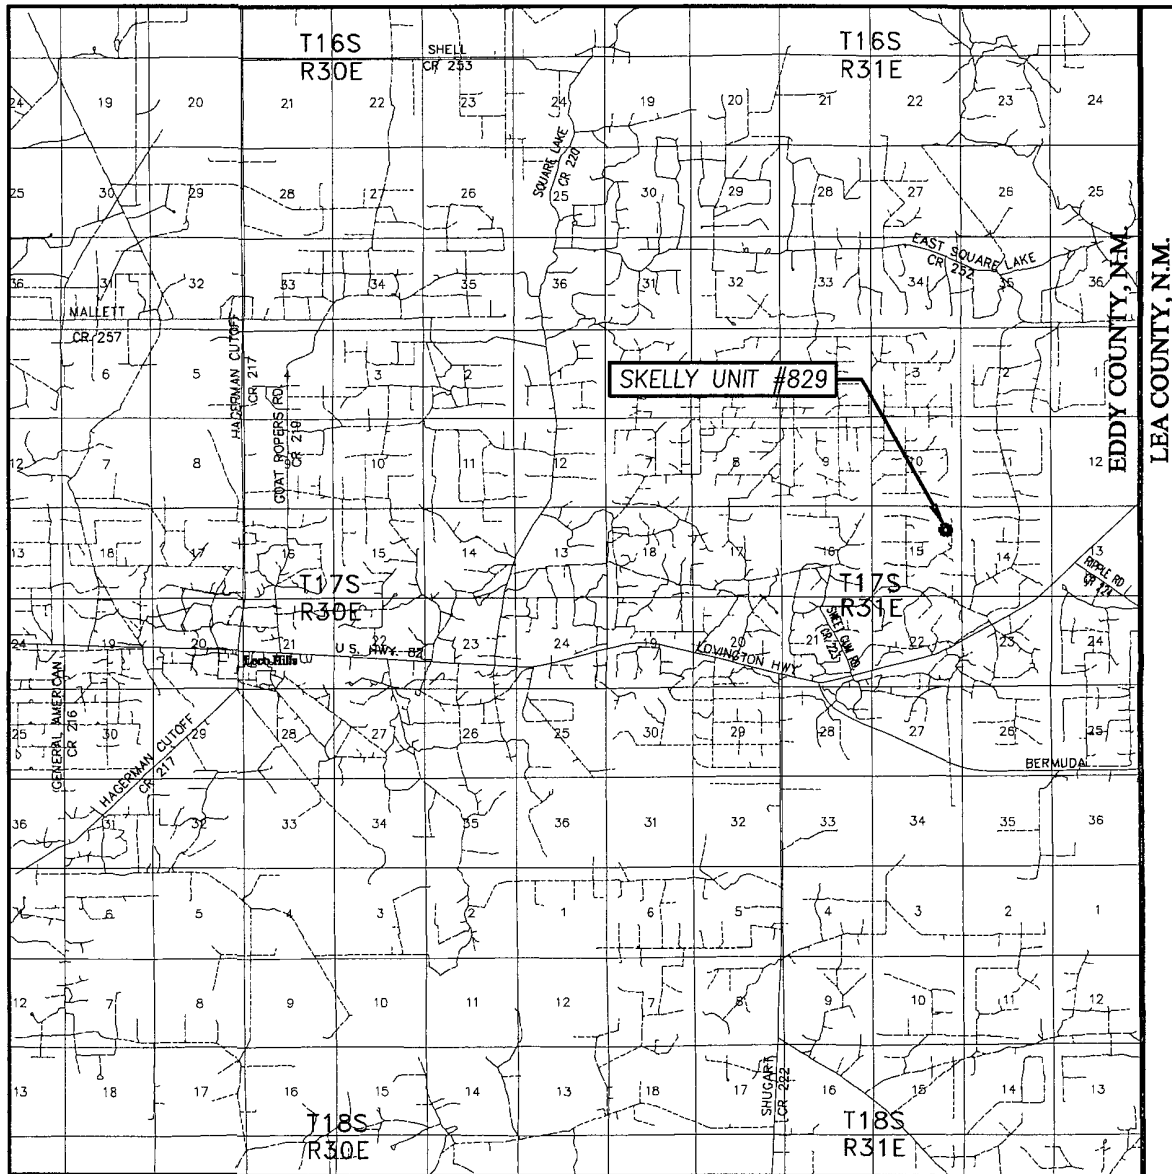 T16S
R30E
SHELL
CR 253
T16S
R31E
24 19 20 21 22 23 24 19 20 21 22 23 24
SQUARE LAKE
CR 220
25 30 29 28 27 26 25 30 29 28 27 26 25
EAST SQUARE LAKE
CR 252
36 31 32 33 34 35 36 31 32 33 34 35 36
MALLETT
CR 257
HAGERMAN CUTOFF
CR 217
EDDY COUNTY, N.M.
LEA COUNTY, N.M.
6 5 4 3 2 1 3 2 1
SKELLY UNIT #829
GOAT ROPERS RD
CR 219
12 7 8 9 10 11 12 7 8 9 10 11 12
13 18 17 16 15 14 13 18 17 16 15 14 13
T17S
R30E
T17S
R31E
RIPPLE RD
CR 224
SWEET GUM RD
CR 223
24 19 20 21 22 23 24 19 20 21 22 23 24
U.S. HWY. 82
LOVINGTON HWY
Loco Hills
GENERAL AMERICAN
CR 216
HAGERMAN CUTOFF
CR 217
25 30 29 28 27 26 25 30 29 28 27 26 25
BERMUDA
36 31 32 33 34 35 36 31 32 33 34 35 36
6 5 4 3 2 1 6 5 4 3 2 1
12 7 8 9 10 11 12 7 8 9 10 11 12
SHUGART
CR 222
13 18 17 16 15 14 13 18 17 16 15 14 13
T18S
R30E
T18S
R31E